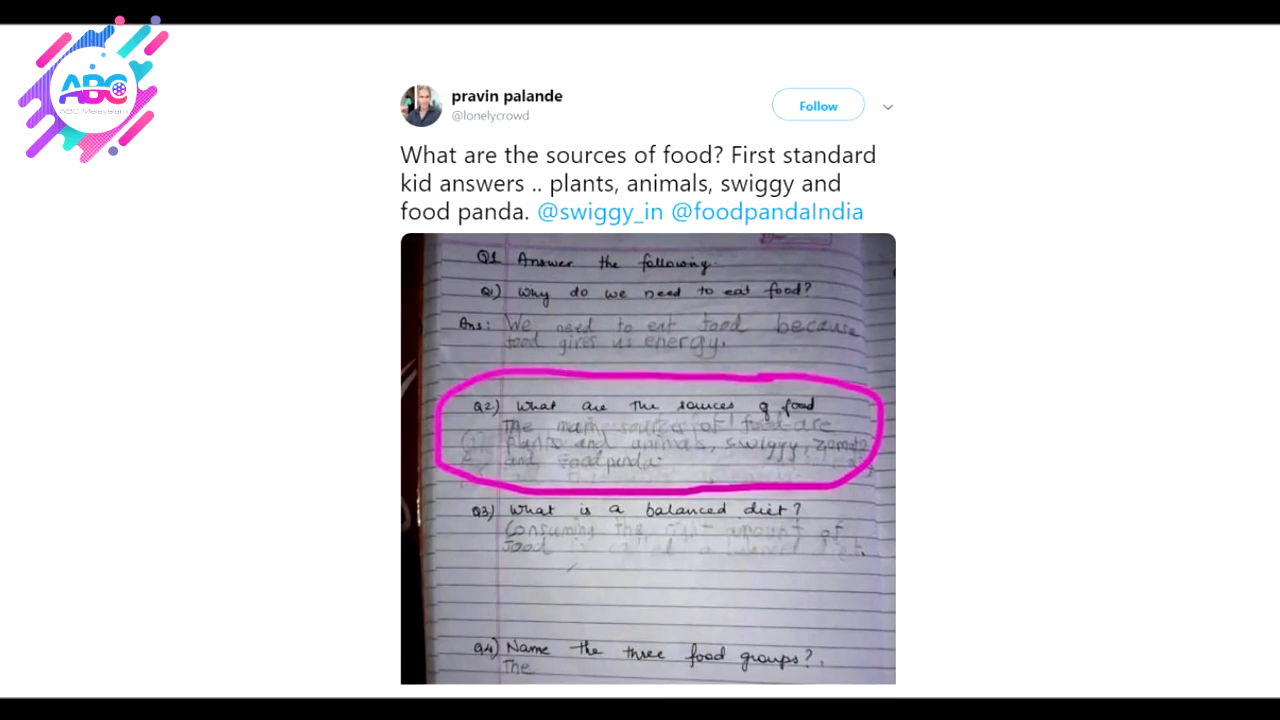 ABC
ABC Malayalam
pravin palande
@lonelycrowd
Follow
What are the sources of food? First standard
kid answers .. plants, animals, swiggy and
food panda. @swiggy_in @foodpandaIndia
Q1 Answer the following.
Q1) Why do we need to eat food?
Ans: We need to eat food because
food gives us energy.
Q2) What are the sources of food
The main sources of food are
plants and animals, swiggy, zomato
and Foodpanda.
Q3) What is a balanced diet?
Consuming the right amount of
food is called a balanced diet.
Q4) Name the three food groups?.
The